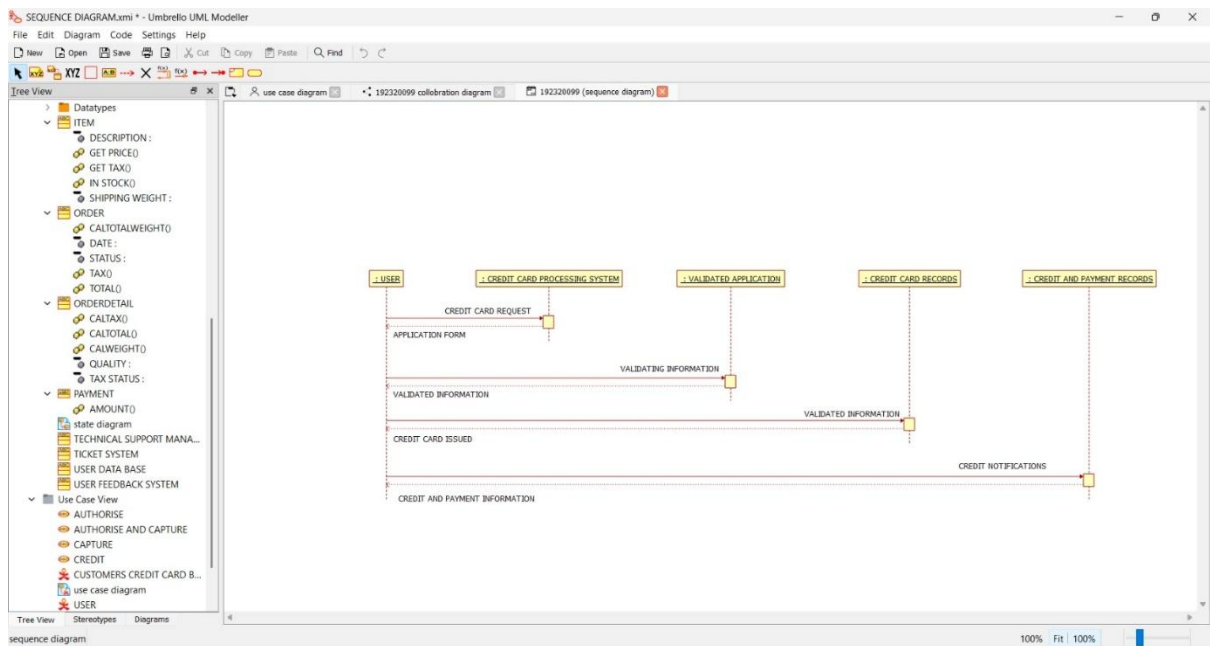 SEQUENCE DIAGRAM.xmi * - Umbrello UML Modeller
File Edit Diagram Code Settings Help
New Open Save Cut Copy Paste Find
XYZ XYZ A.B f(x) f(x)
Tree View
use case diagram
192320099 collobration diagram
192320099 (sequence diagram)
Datatypes
ITEM
DESCRIPTION :
GET PRICE()
GET TAX()
IN STOCK()
SHIPPING WEIGHT :
ORDER
CALTOTALWEIGHT()
DATE :
STATUS :
TAX()
TOTAL()
ORDERDETAIL
CALTAX()
CALTOTAL()
CALWEIGHT()
QUALITY :
TAX STATUS :
PAYMENT
AMOUNT()
state diagram
TECHNICAL SUPPORT MANA...
TICKET SYSTEM
USER DATA BASE
USER FEEDBACK SYSTEM
Use Case View
AUTHORISE
AUTHORISE AND CAPTURE
CAPTURE
CREDIT
CUSTOMERS CREDIT CARD B...
use case diagram
USER
Tree View Stereotypes Diagrams
: USER
: CREDIT CARD PROCESSING SYSTEM
: VALIDATED APPLICATION
: CREDIT CARD RECORDS
: CREDIT AND PAYMENT RECORDS
CREDIT CARD REQUEST
APPLICATION FORM
VALIDATING INFORMATION
VALIDATED INFORMATION
VALIDATED INFORMATION
CREDIT CARD ISSUED
CREDIT NOTIFICATIONS
CREDIT AND PAYMENT INFORMATION
sequence diagram
100% Fit 100%